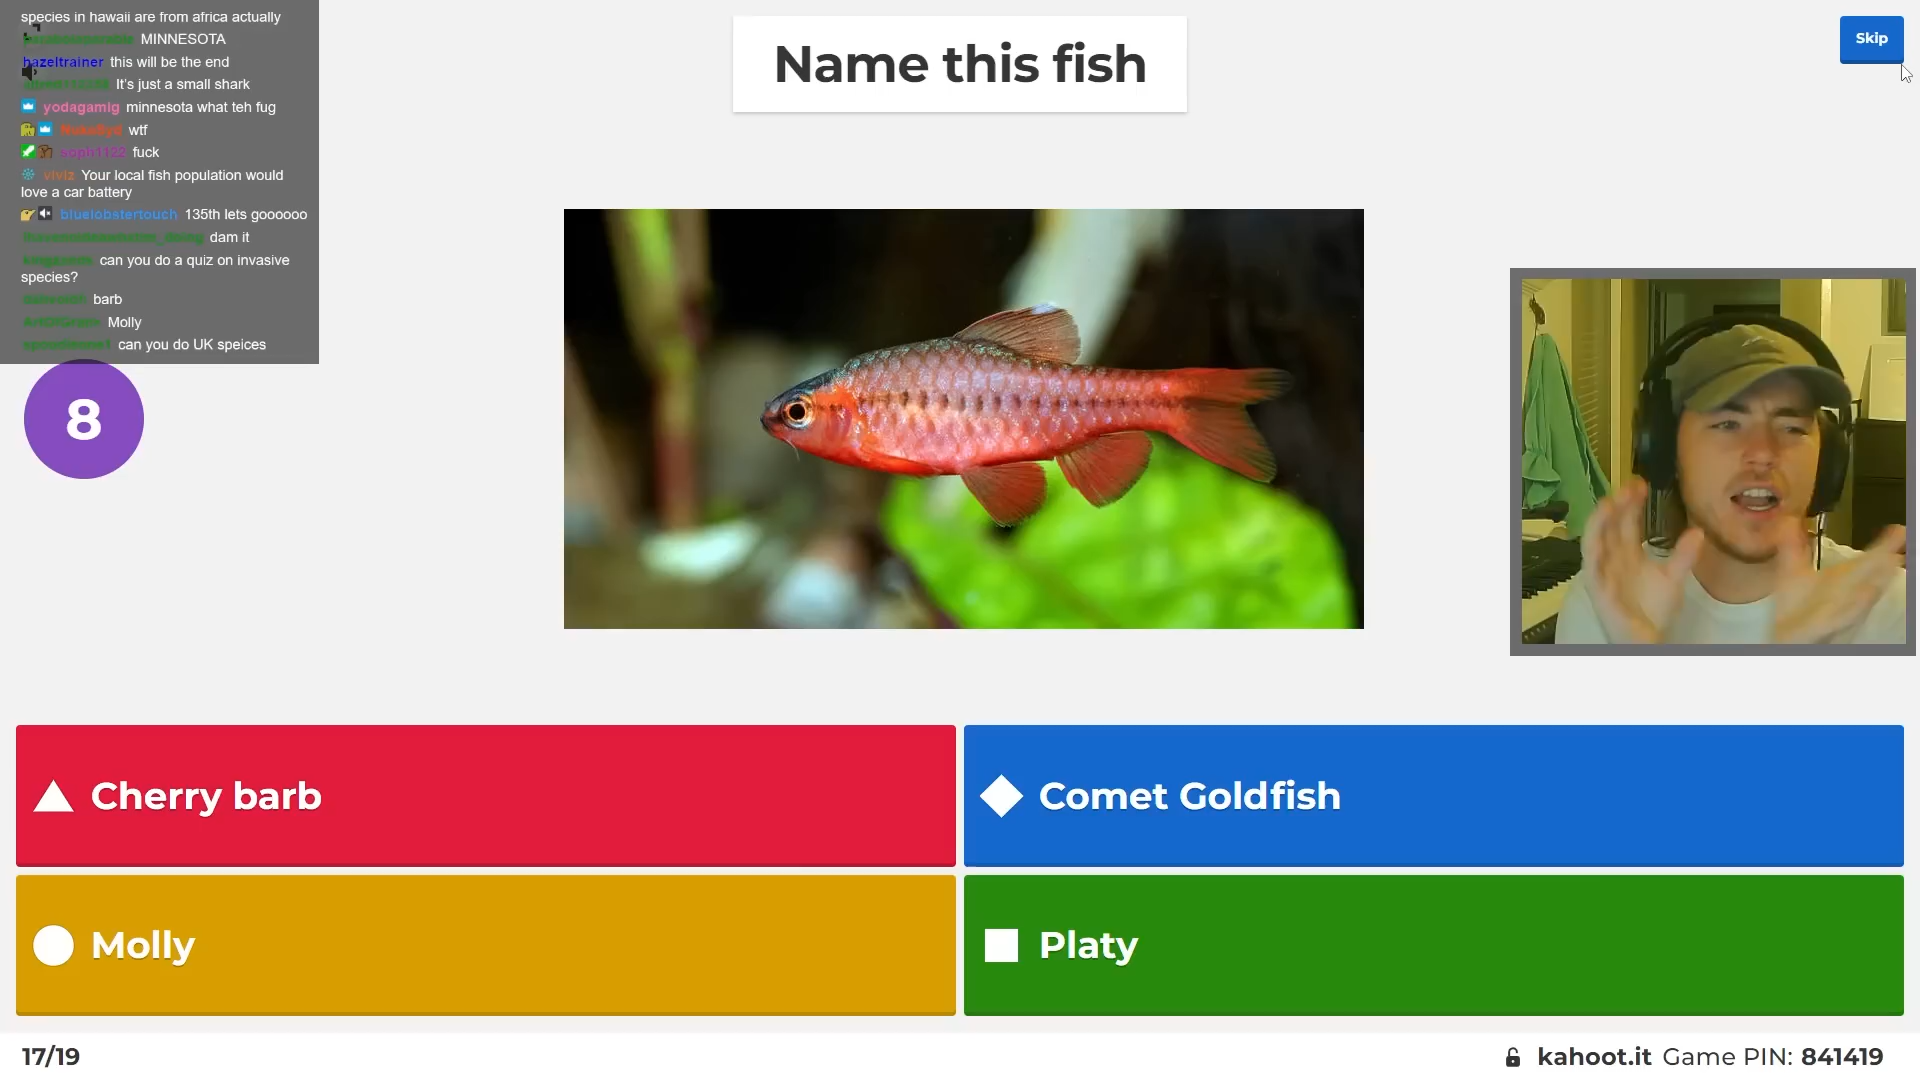 species in hawaii are from africa actually
MINNESOTA
hazeltrainer this will be the end
It's just a small shark
yodagamig minnesota what teh fug
wtf
soph1122 fuck
viviz Your local fish population would
love a car battery
bluelobstertouch 135th lets goooooo
dam it
can you do a quiz on invasive
species?
barb
Molly
can you do UK speices
Name this fish
Skip
8
Cherry barb
Comet Goldfish
Molly
Platy
17/19
kahoot.it Game PIN: 841419